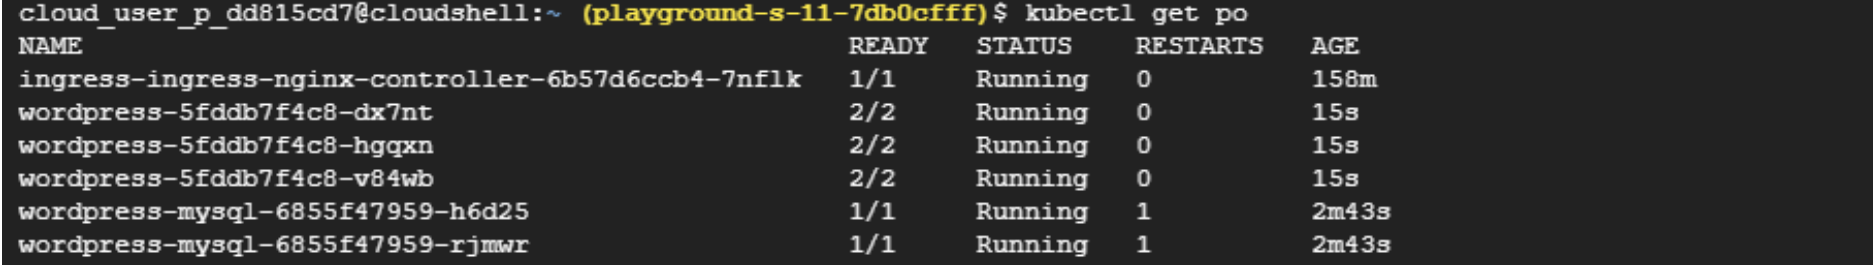 cloud_user_p_dd815cd7@cloudshell:~ (playground-s-11-7db0cfff)$ kubectl get po
NAME READY STATUS RESTARTS AGE
ingress-ingress-nginx-controller-6b57d6ccb4-7nflk 1/1 Running 0 158m
wordpress-5fddb7f4c8-dx7nt 2/2 Running 0 15s
wordpress-5fddb7f4c8-hgqxn 2/2 Running 0 15s
wordpress-5fddb7f4c8-v84wb 2/2 Running 0 15s
wordpress-mysql-6855f47959-h6d25 1/1 Running 1 2m43s
wordpress-mysql-6855f47959-rjmwr 1/1 Running 1 2m43s